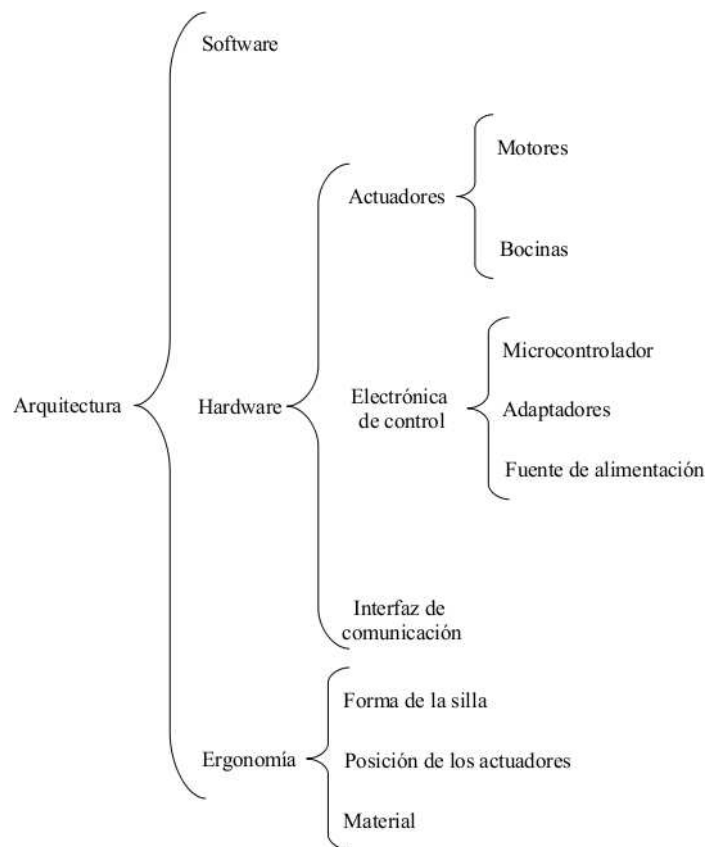 Software
Motores
Actuadores
Bocinas
Microcontrolador
Arquitectura
Hardware
Electrónica
de control
Adaptadores
Fuente de alimentación
Interfaz de
comunicación
Forma de la silla
Ergonomía
Posición de los actuadores
Material